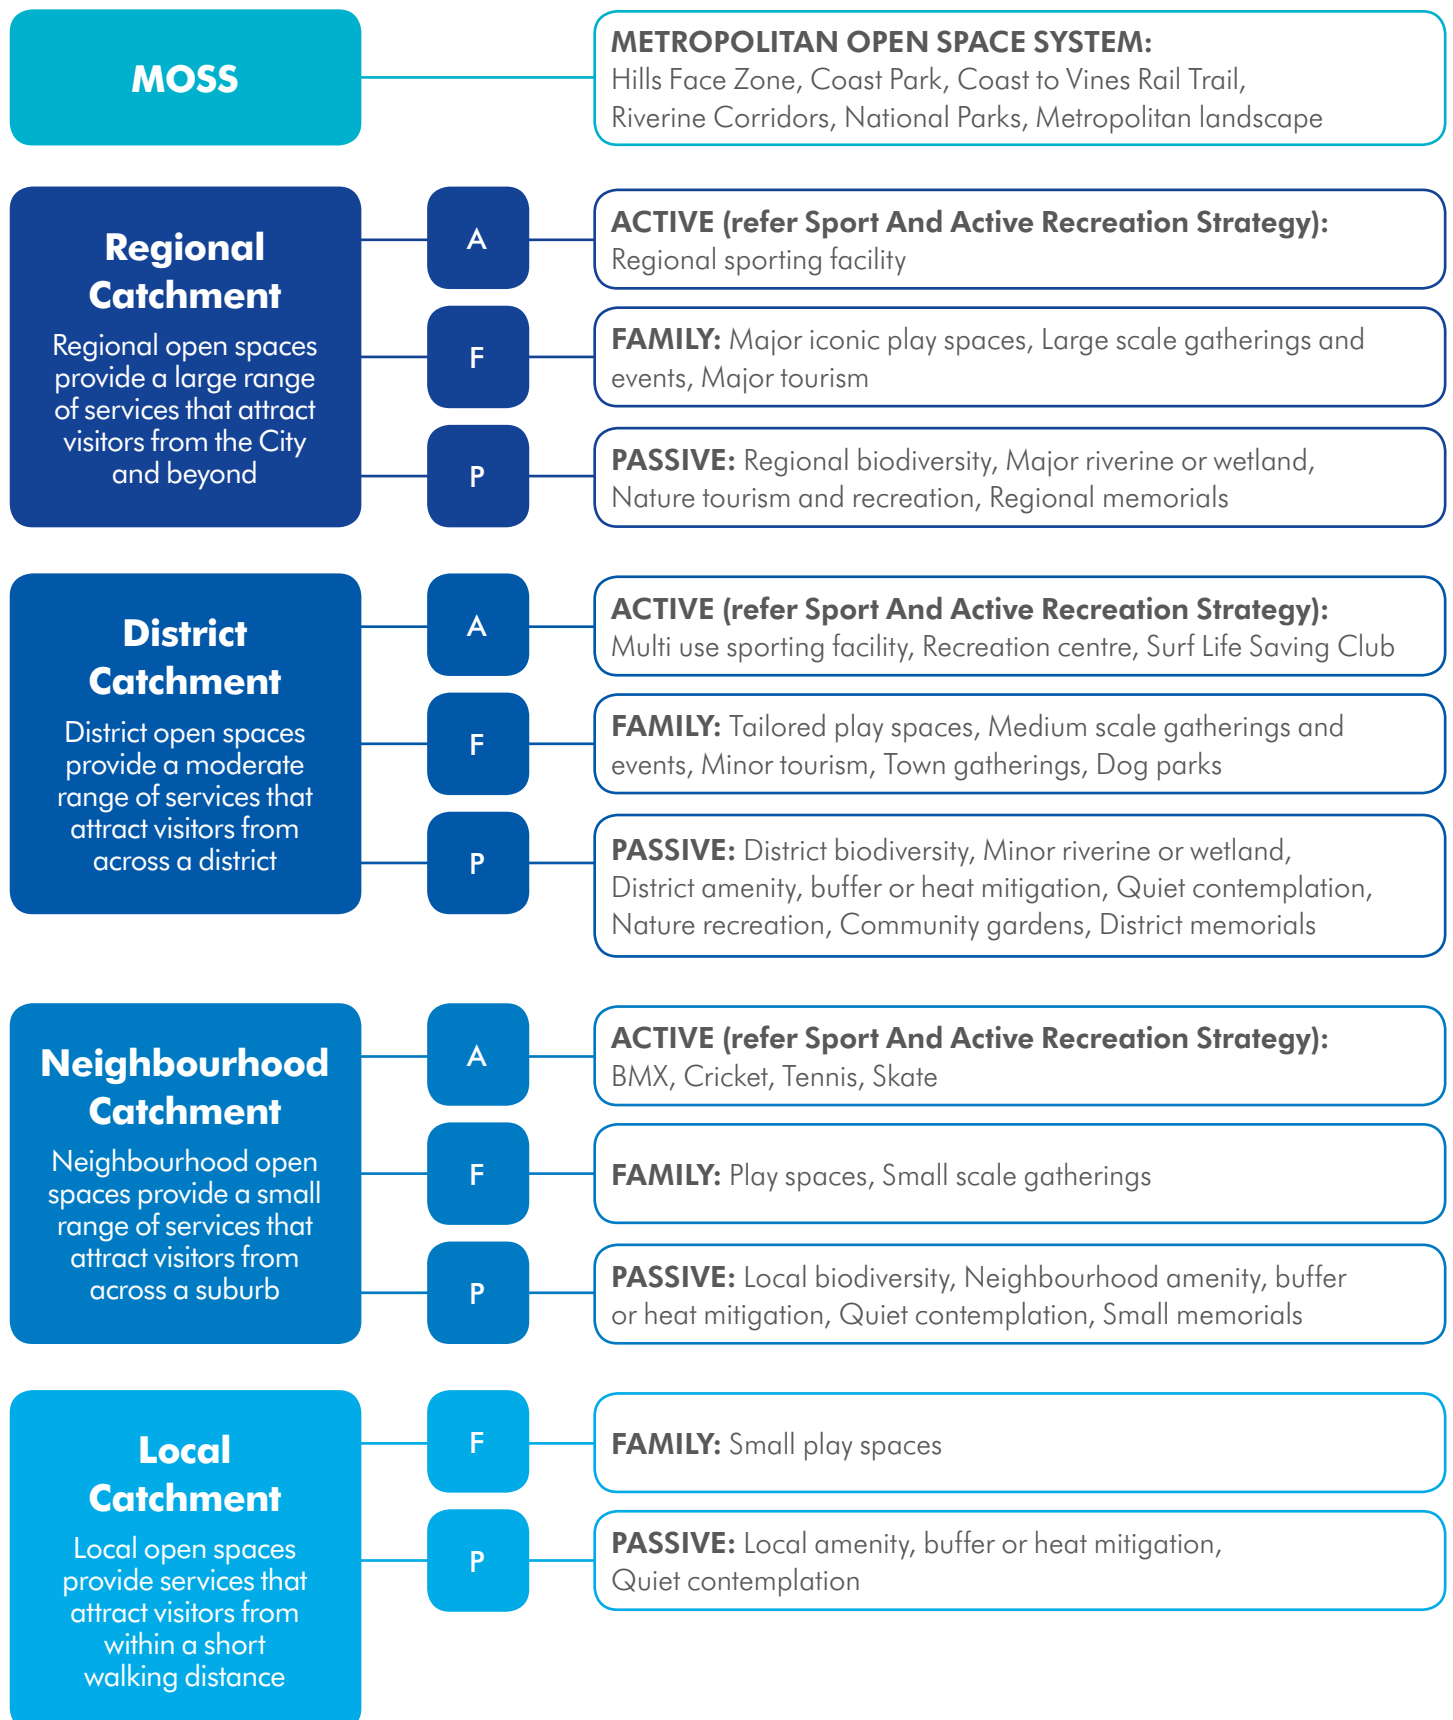 MOSS
METROPOLITAN OPEN SPACE SYSTEM:
Hills Face Zone, Coast Park, Coast to Vines Rail Trail,
Riverine Corridors, National Parks, Metropolitan landscape
Regional
Catchment
Regional open spaces
provide a large range
of services that attract
visitors from the City
and beyond
A
ACTIVE (refer Sport And Active Recreation Strategy):
Regional sporting facility
F
FAMILY: Major iconic play spaces, Large scale gatherings and
events, Major tourism
P
PASSIVE: Regional biodiversity, Major riverine or wetland,
Nature tourism and recreation, Regional memorials
District
Catchment
District open spaces
provide a moderate
range of services that
attract visitors from
across a district
A
ACTIVE (refer Sport And Active Recreation Strategy):
Multi use sporting facility, Recreation centre, Surf Life Saving Club
F
FAMILY: Tailored play spaces, Medium scale gatherings and
events, Minor tourism, Town gatherings, Dog parks
P
PASSIVE: District biodiversity, Minor riverine or wetland,
District amenity, buffer or heat mitigation, Quiet contemplation,
Nature recreation, Community gardens, District memorials
Neighbourhood
Catchment
Neighbourhood open
spaces provide a small
range of services that
attract visitors from
across a suburb
A
ACTIVE (refer Sport And Active Recreation Strategy):
BMX, Cricket, Tennis, Skate
F
FAMILY: Play spaces, Small scale gatherings
P
PASSIVE: Local biodiversity, Neighbourhood amenity, buffer
or heat mitigation, Quiet contemplation, Small memorials
Local
Catchment
Local open spaces
provide services that
attract visitors from
within a short
walking distance
F
FAMILY: Small play spaces
P
PASSIVE: Local amenity, buffer or heat mitigation,
Quiet contemplation